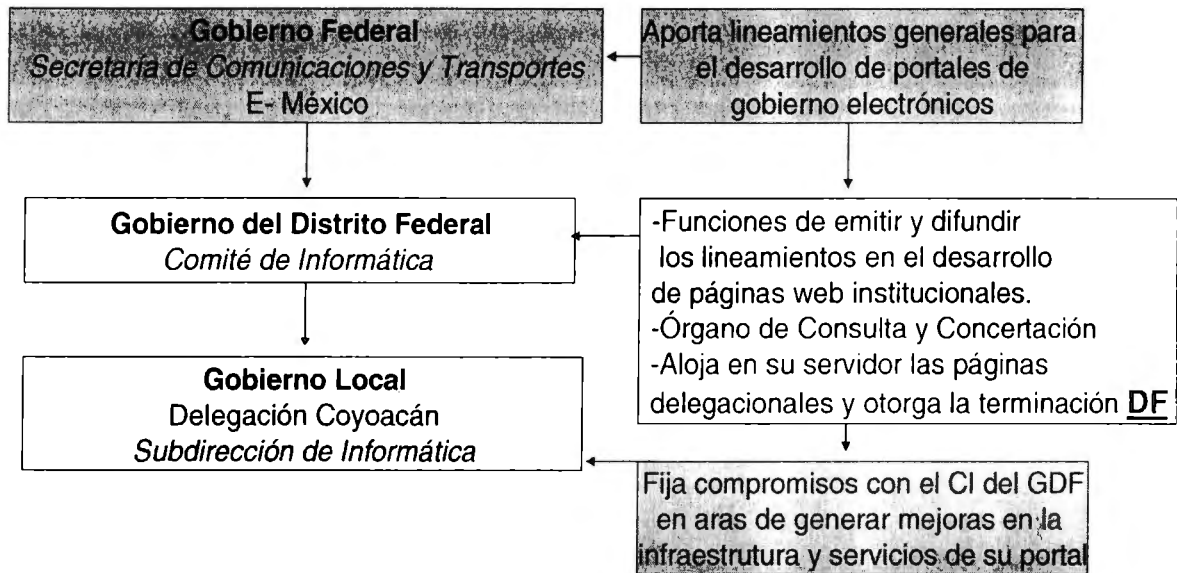 Gobierno Federal
Secretaría de Comunicaciones y Transportes
E- México
Aporta lineamientos generales para
el desarrollo de portales de
gobierno electrónicos
Gobierno del Distrito Federal
Comité de Informática
-Funciones de emitir y difundir
los lineamientos en el desarrollo
de páginas web institucionales.
-Órgano de Consulta y Concertación
-Aloja en su servidor las páginas
delegacionales y otorga la terminación DF
Gobierno Local
Delegación Coyoacán
Subdirección de Informática
Fija compromisos con el CI del GDF
en aras de generar mejoras en la
infraestrutura y servicios de su portal